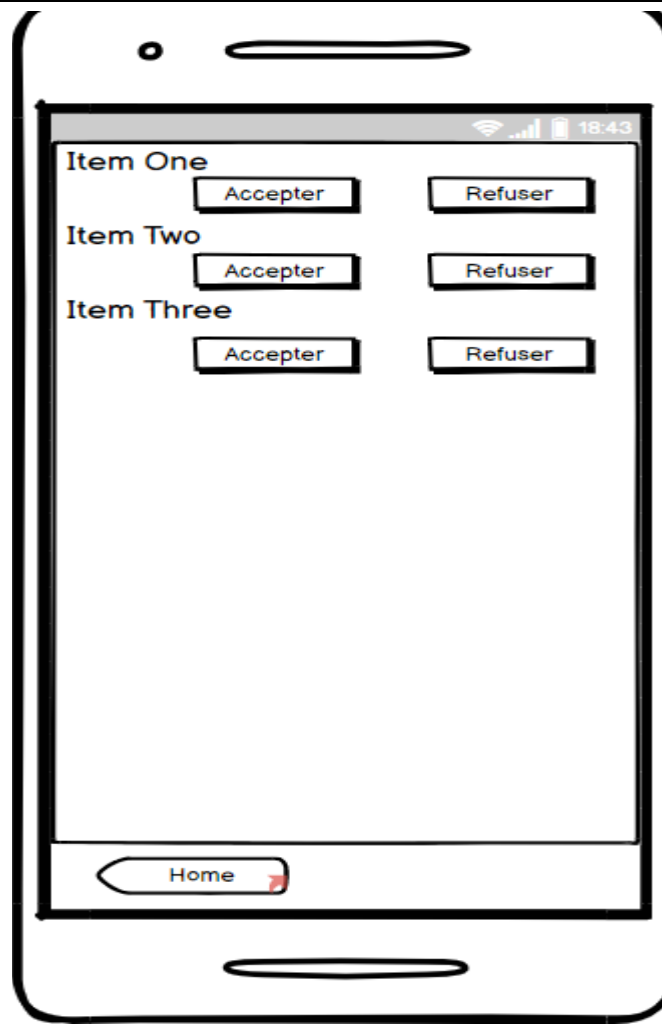 18:43
Item One
Accepter Refuser
Item Two
Accepter Refuser
Item Three
Accepter Refuser
Home